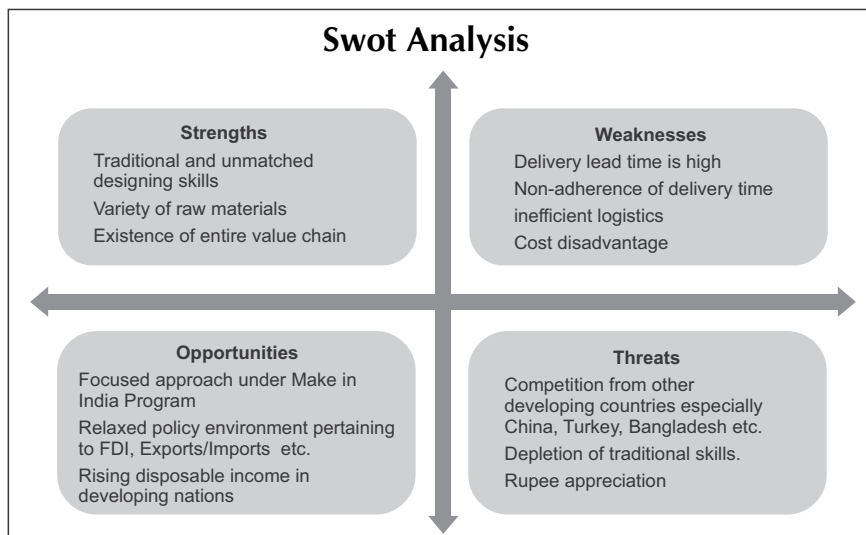 Swot Analysis
Strengths
Traditional and unmatched
designing skills
Variety of raw materials
Existence of entire value chain
Weaknesses
Delivery lead time is high
Non-adherence of delivery time
inefficient logistics
Cost disadvantage
Opportunities
Focused approach under Make in
India Program
Relaxed policy environment pertaining
to FDI, Exports/Imports etc.
Rising disposable income in
developing nations
Threats
Competition from other
developing countries especially
China, Turkey, Bangladesh etc.
Depletion of traditional skills.
Rupee appreciation